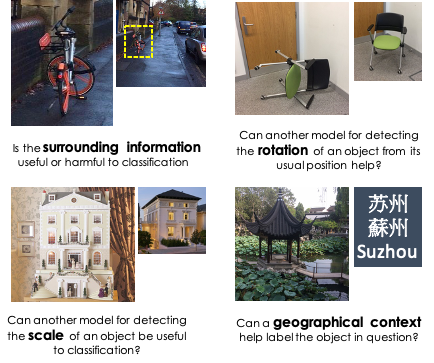 Is the surrounding information
useful or harmful to classification
Can another model for detecting
the rotation of an object from its
usual position help?
苏州
蘇州
Suzhou
Can another model for detecting
the scale of an object be useful
to classification?
Can a geographical context
help label the object in question?